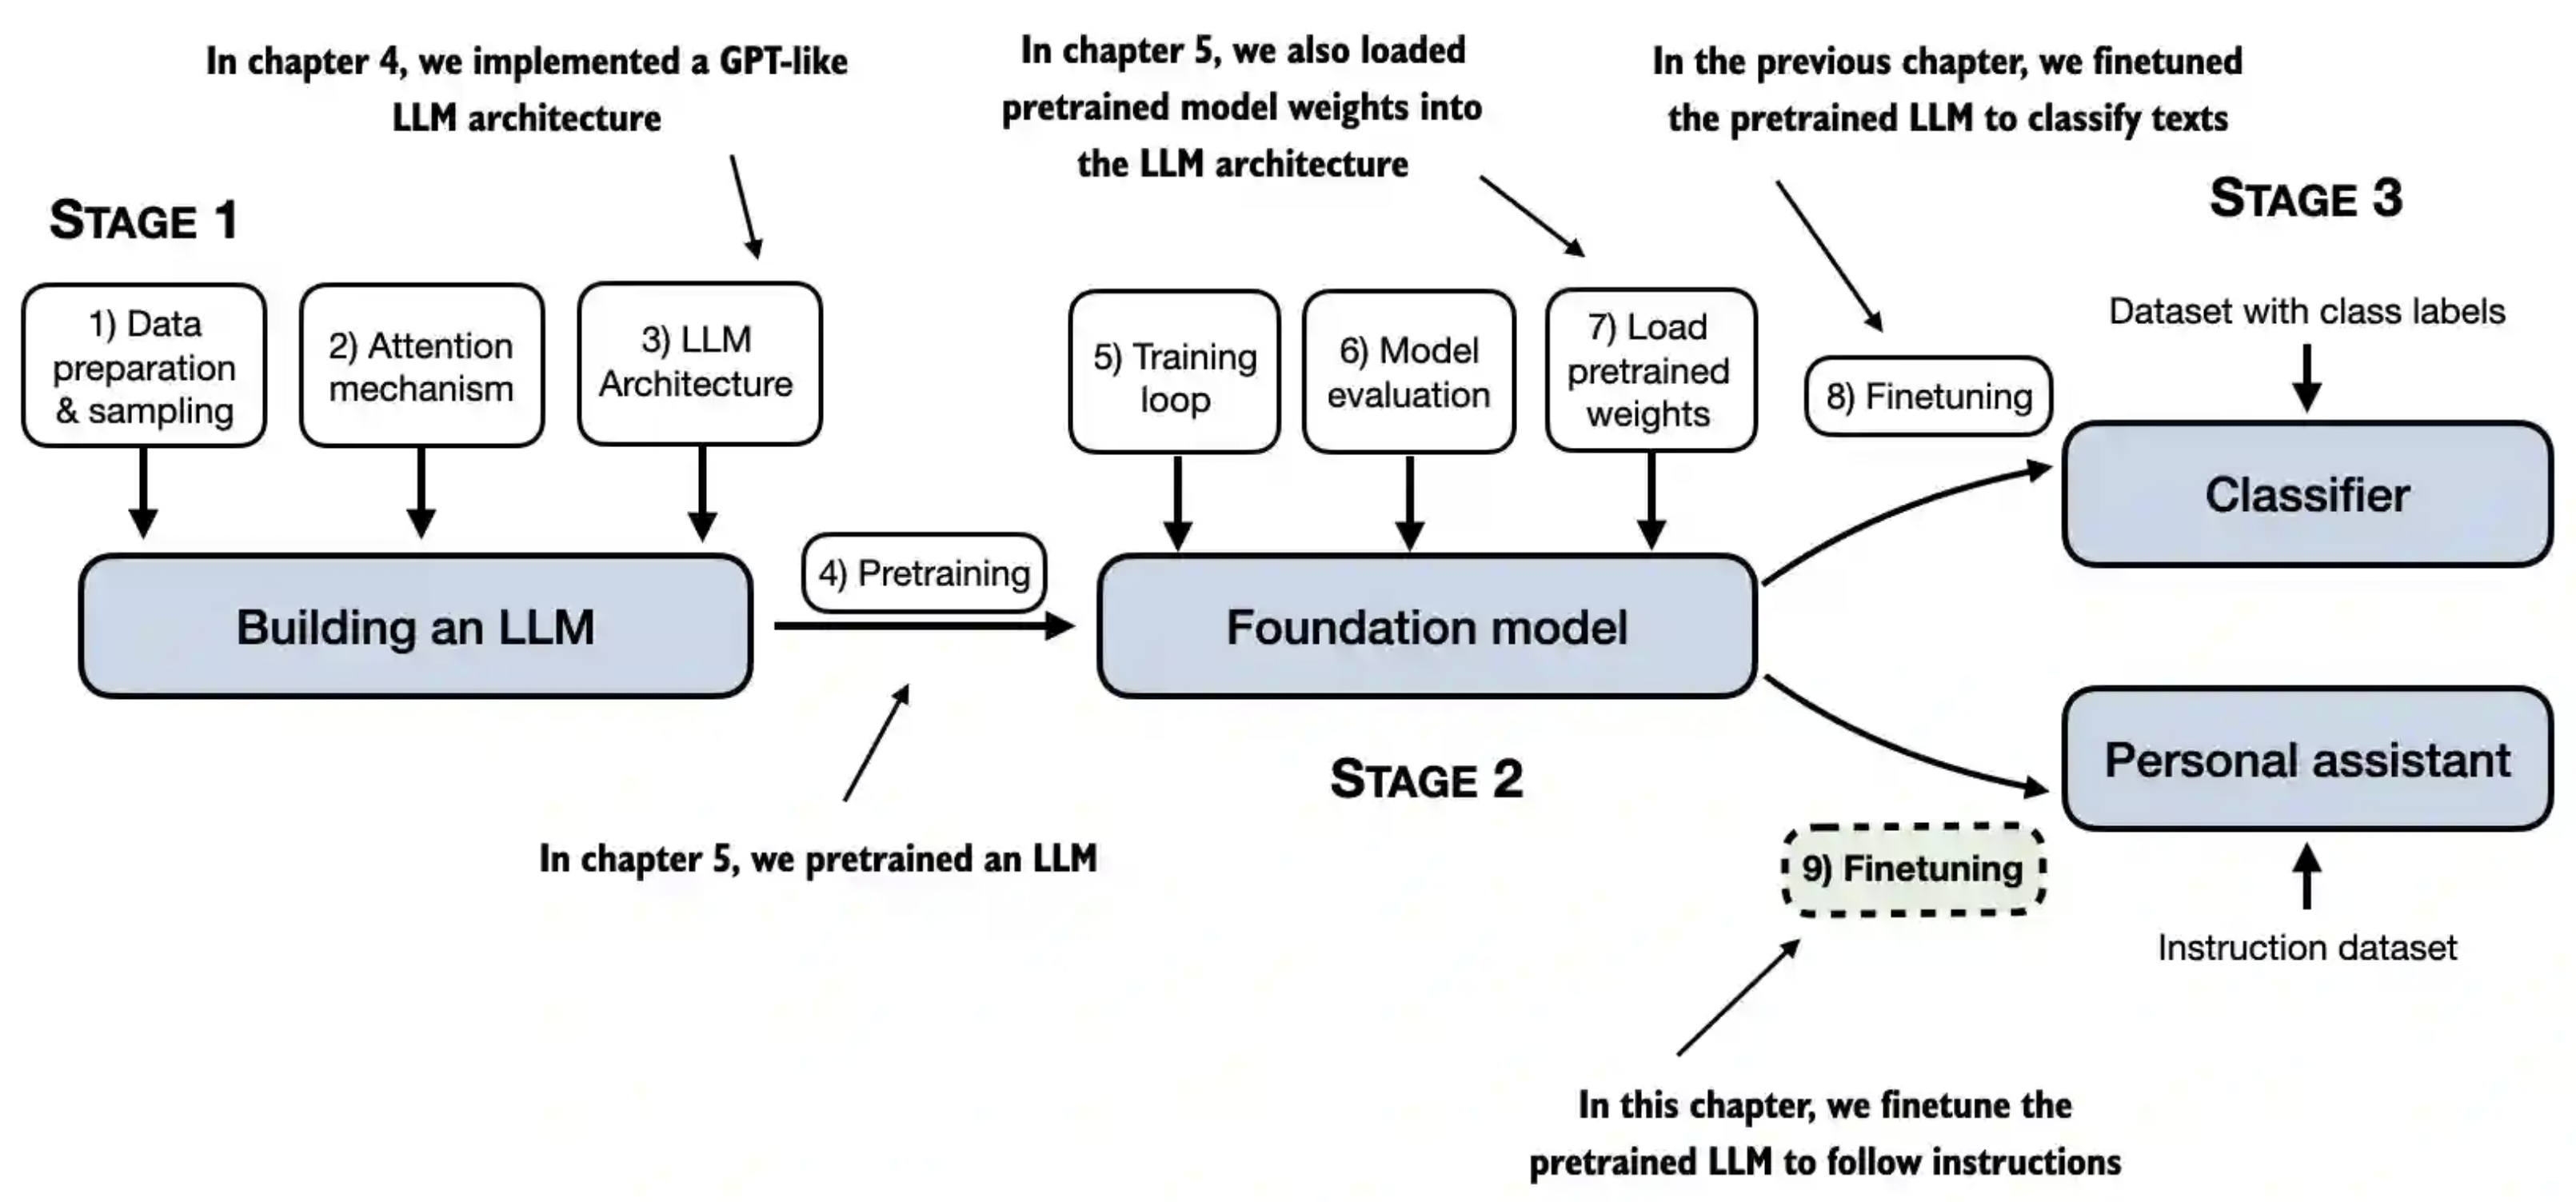 In chapter 4, we implemented a GPT-like
LLM architecture
In chapter 5, we also loaded
pretrained model weights into
the LLM architecture
In the previous chapter, we finetuned
the pretrained LLM to classify texts
STAGE 1
STAGE 3
1) Data
preparation
& sampling
2) Attention
mechanism
3) LLM
Architecture
5) Training
loop
6) Model
evaluation
7) Load
pretrained
weights
8) Finetuning
Dataset with class labels
Classifier
Building an LLM
4) Pretraining
Foundation model
STAGE 2
Personal assistant
In chapter 5, we pretrained an LLM
9) Finetuning
Instruction dataset
In this chapter, we finetune the
pretrained LLM to follow instructions